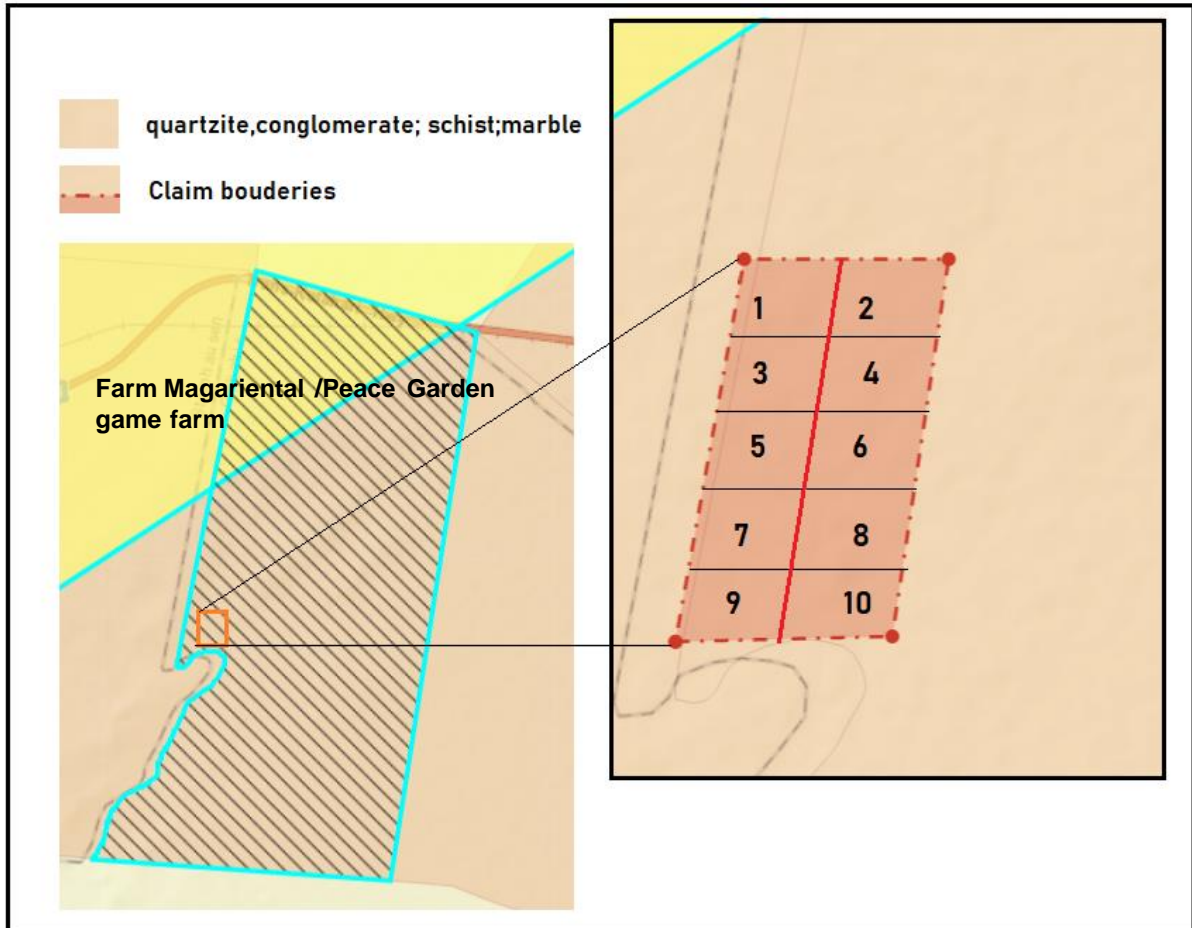 quartzite,conglomerate; schist;marble
Claim bouderies
Farm Magariental /Peace Garden
game farm
1
2
3
4
5
6
7
8
9
10